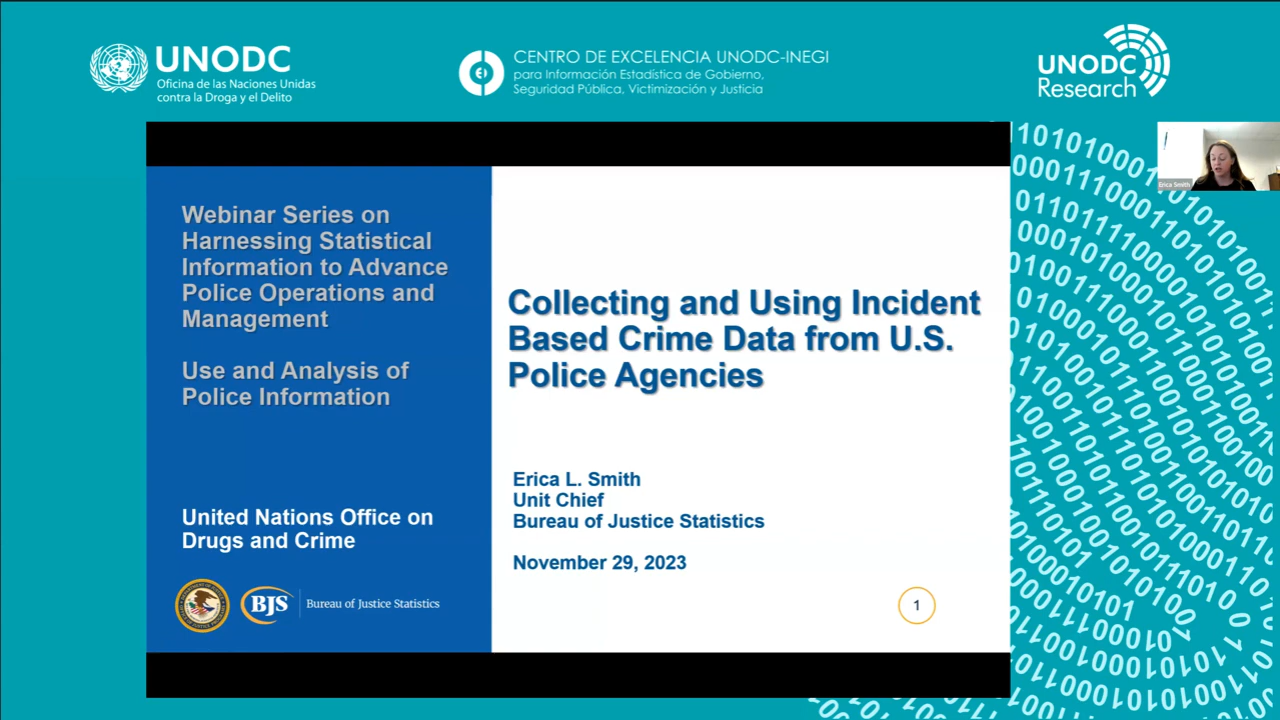 UNODC
Oficina de las Naciones Unidas
contra la Droga y el Delito
CENTRO DE EXCELENCIA UNODC-INEGI
para Información Estadística de Gobierno,
Seguridad Pública, Victimización y Justicia
UNODC
Research
Erica Smith
Webinar Series on
Harnessing Statistical
Information to Advance
Police Operations and
Management
Use and Analysis of
Police Information
United Nations Office on
Drugs and Crime
BJS
Bureau of Justice Statistics
Collecting and Using Incident
Based Crime Data from U.S.
Police Agencies
Erica L. Smith
Unit Chief
Bureau of Justice Statistics
November 29, 2023
1